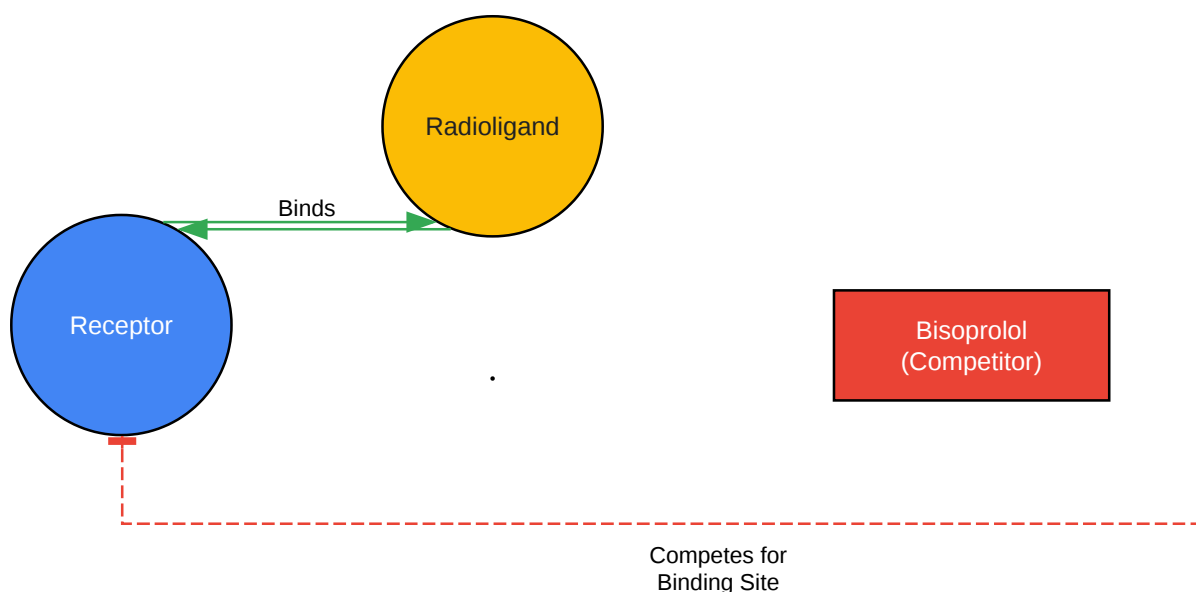 Radioligand
Binds
Receptor
Bisoprolol
(Competitor)
Competes for
Binding Site